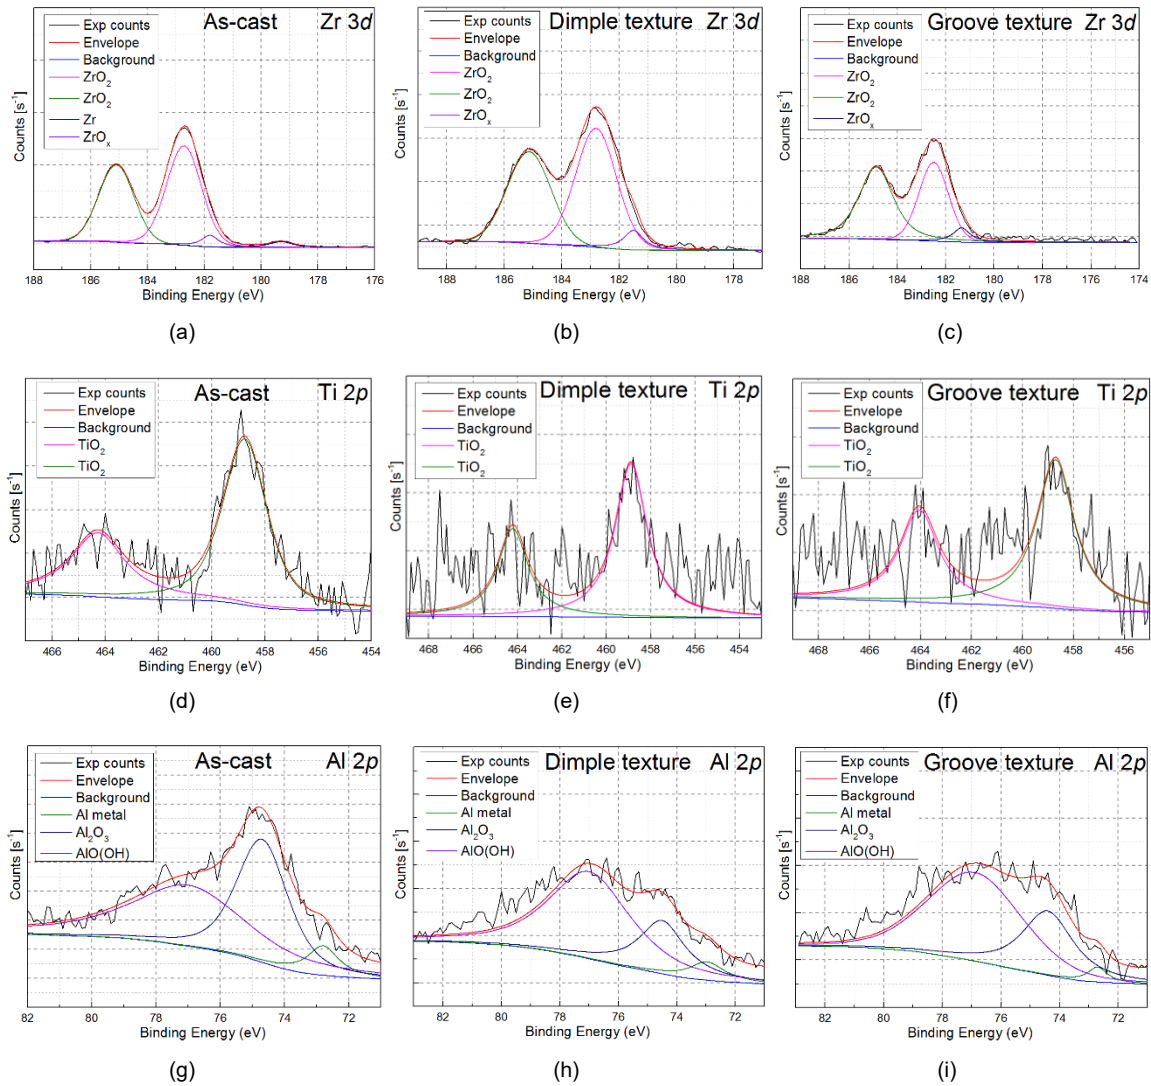 As-cast Zr 3d
Exp counts
Envelope
Background
ZrO2
ZrO2
Zr
ZrOx
Counts [s-1]
188 186 184 182 180 178 176
Binding Energy (eV)
(a)
Dimple texture Zr 3d
Exp counts
Envelope
Background
ZrO2
ZrO2
ZrOx
Counts [s-1]
188 186 184 182 180 178
Binding Energy (eV)
(b)
Groove texture Zr 3d
Exp counts
Envelope
Background
ZrO2
ZrO2
ZrOx
Counts [s-1]
188 186 184 182 180 178 176 174
Binding Energy (eV)
(c)
As-cast Ti 2p
Exp counts
Envelope
Background
TiO2
TiO2
Counts [s-1]
466 464 462 460 458 456 454
Binding Energy (eV)
(d)
Dimple texture Ti 2p
Exp counts
Envelope
Background
TiO2
TiO2
Counts [s-1]
468 466 464 462 460 458 456 454
Binding Energy (eV)
(e)
Groove texture Ti 2p
Exp counts
Envelope
Background
TiO2
TiO2
Counts [s-1]
468 466 464 462 460 458 456
Binding Energy (eV)
(f)
As-cast Al 2p
Exp counts
Envelope
Background
Al metal
Al2O3
AlO(OH)
Counts [s-1]
82 80 78 76 74 72
Binding Energy (eV)
(g)
Dimple texture Al 2p
Exp counts
Envelope
Background
Al metal
Al2O3
AlO(OH)
Counts [s-1]
82 80 78 76 74 72
Binding Energy (eV)
(h)
Groove texture Al 2p
Exp counts
Envelope
Background
Al metal
Al2O3
AlO(OH)
Counts [s-1]
82 80 78 76 74 72
Binding Energy (eV)
(i)